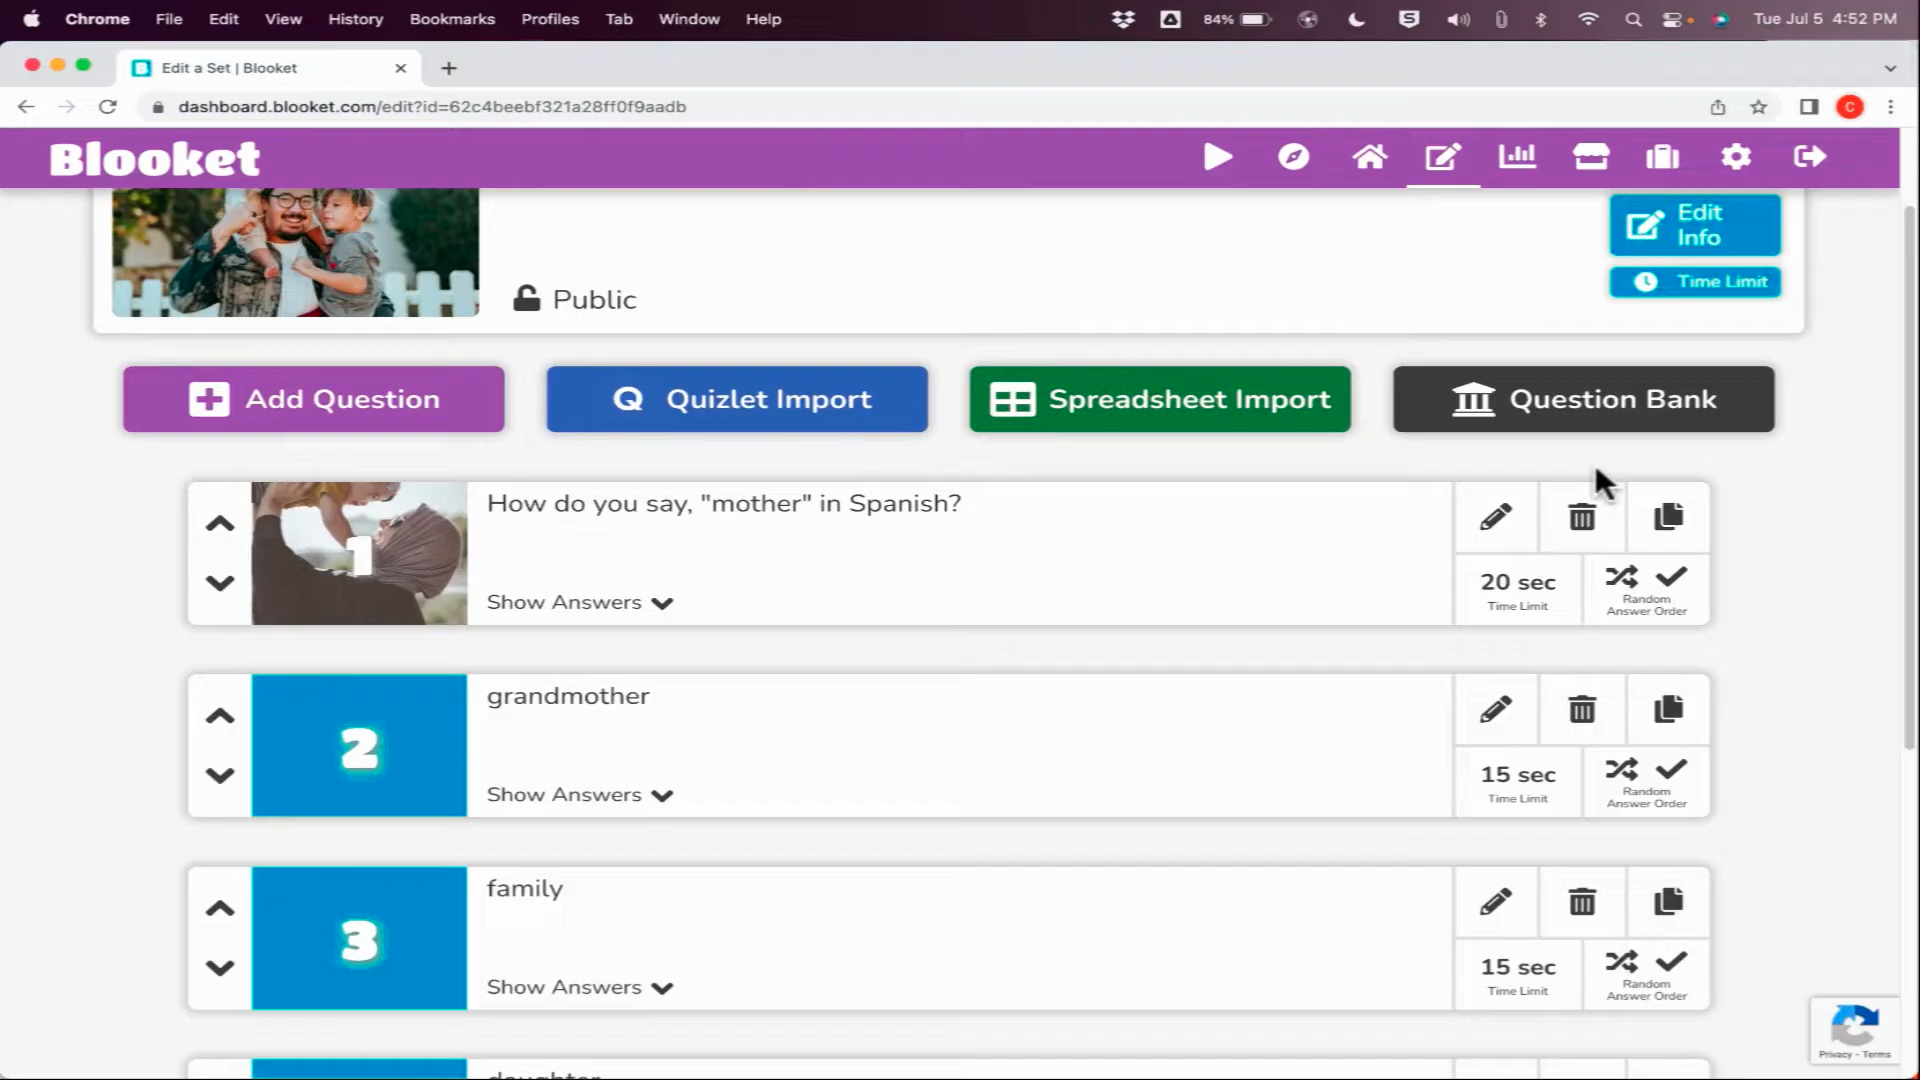 Chrome File Edit View History Bookmarks Profiles Tab Window Help 84% Tue Jul 5 4:52 PM
Edit a Set | Blooket
dashboard.blooket.com/edit?id=62c4beebf321a28ff0f9aadb
C
Blooket
Edit
Info
Public
Time Limit
Add Question Quizlet Import Spreadsheet Import Question Bank
1
How do you say, "mother" in Spanish?
Show Answers
20 sec
Time Limit
Random
Answer Order
2
grandmother
Show Answers
15 sec
Time Limit
Random
Answer Order
3
family
Show Answers
15 sec
Time Limit
Random
Answer Order
daughter
Privacy - Terms